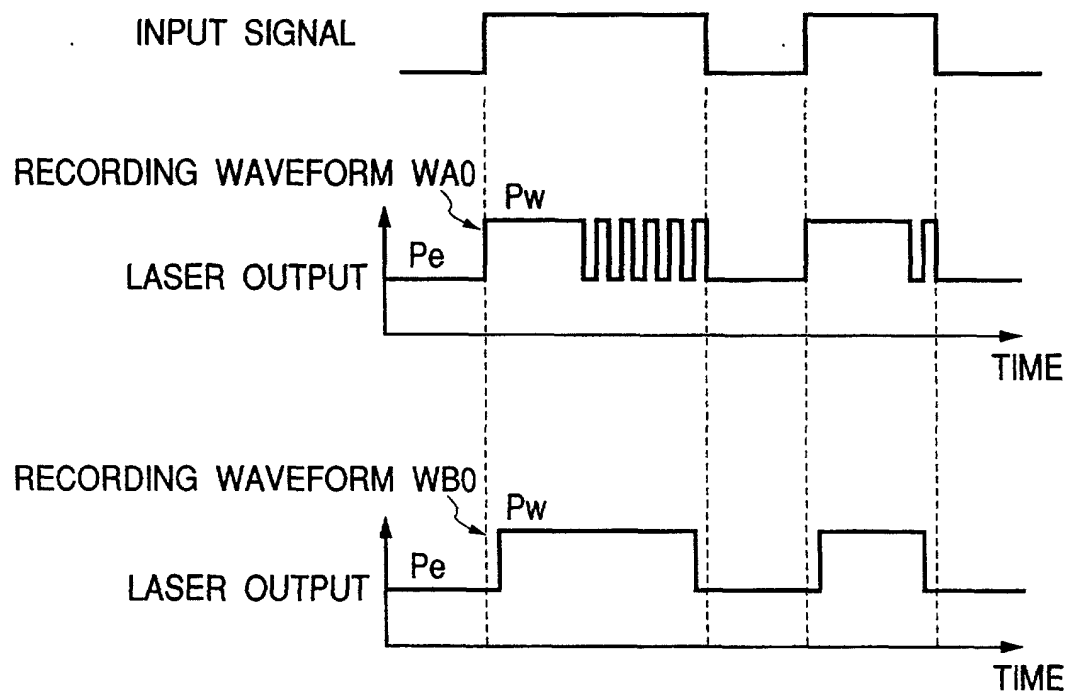 INPUT SIGNAL
RECORDING WAVEFORM WA0
Pw
Pe
LASER OUTPUT
TIME
RECORDING WAVEFORM WB0
Pw
Pe
LASER OUTPUT
TIME